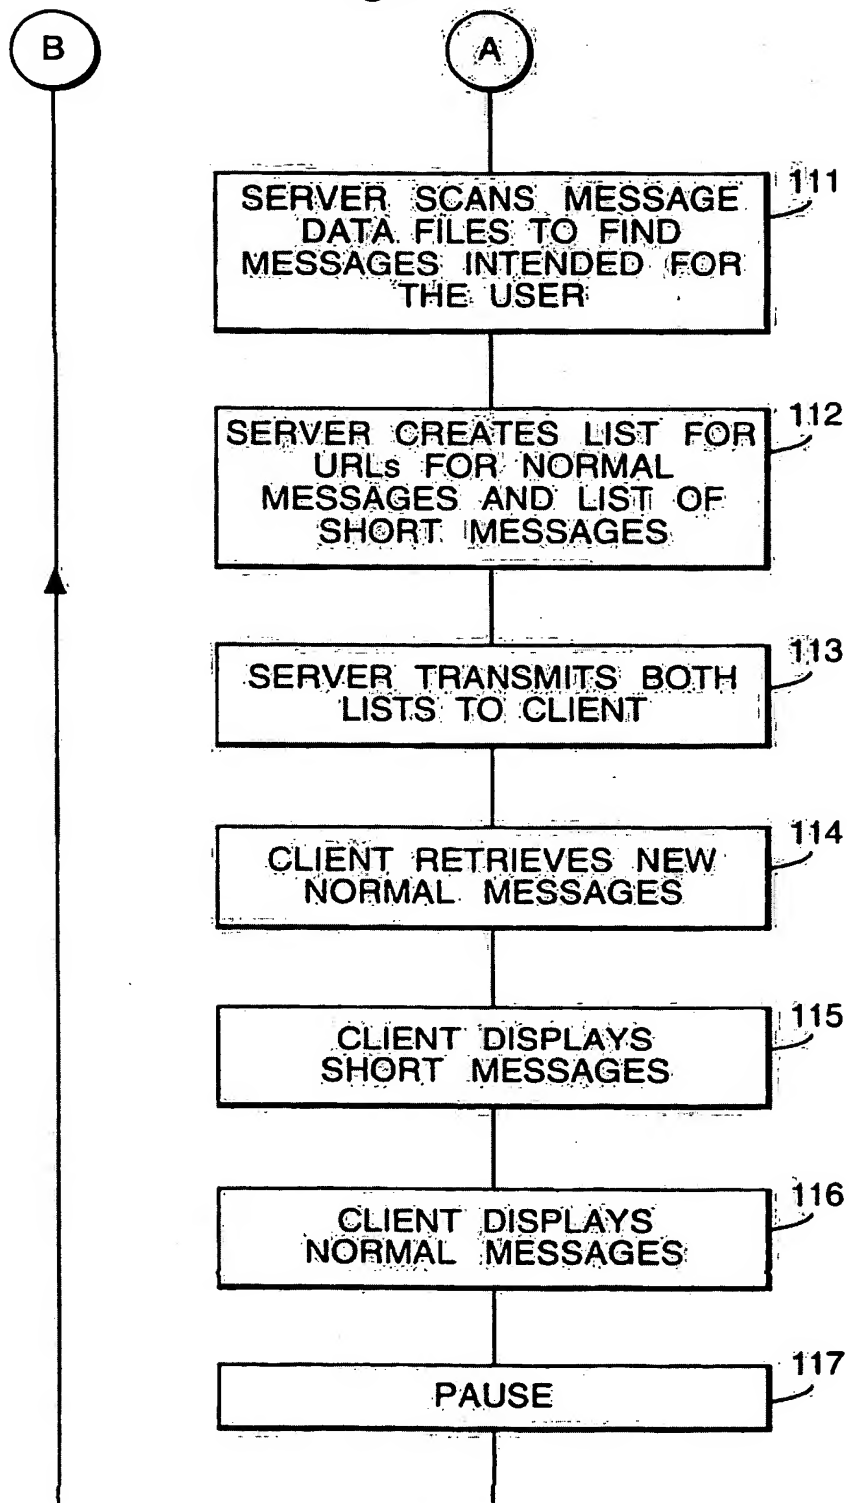 B
A
111
SERVER SCANS MESSAGE
DATA FILES TO FIND
MESSAGES INTENDED FOR
THE USER
112
SERVER CREATES LIST FOR
URLs FOR NORMAL
MESSAGES AND LIST OF
SHORT MESSAGES
113
SERVER TRANSMITS BOTH
LISTS TO CLIENT
114
CLIENT RETRIEVES NEW
NORMAL MESSAGES
115
CLIENT DISPLAYS
SHORT MESSAGES
116
CLIENT DISPLAYS
NORMAL MESSAGES
117
PAUSE